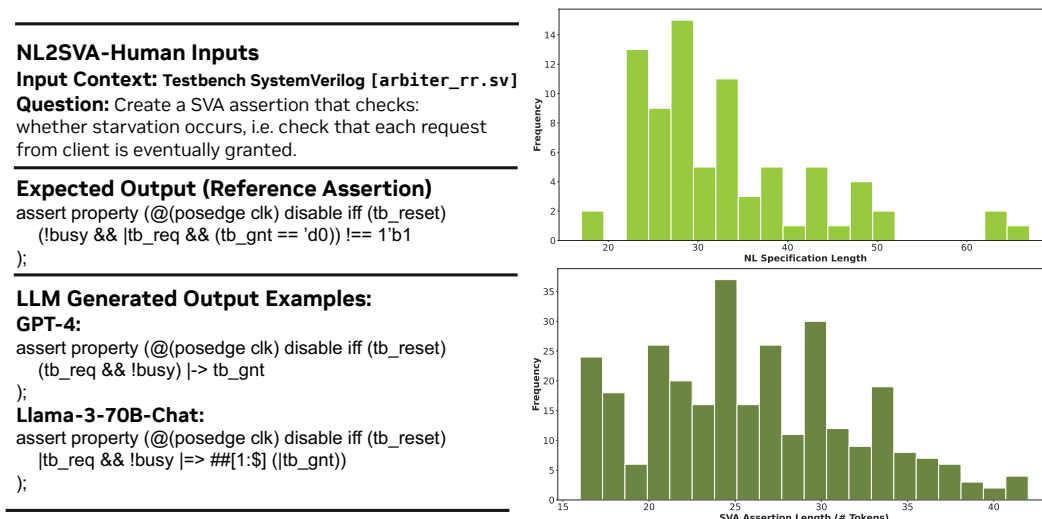 NL2SVA-Human Inputs
Input Context: Testbench SystemVerilog [arbiter_rr.sv]
Question: Create a SVA assertion that checks:
whether starvation occurs, i.e. check that each request
from client is eventually granted.
Expected Output (Reference Assertion)
assert property (@(posedge clk) disable iff (tb_reset)
(!busy && |tb_req && (tb_gnt == 'd0)) !== 1'b1
);
LLM Generated Output Examples:
GPT-4:
assert property (@(posedge clk) disable iff (tb_reset)
(tb_req && !busy) |-> tb_gnt
);
Llama-3-70B-Chat:
assert property (@(posedge clk) disable iff (tb_reset)
|tb_req && !busy |=> ##[1:$] (|tb_gnt))
);
14
12
10
8
6
4
2
0
Frequency
20 30 40 50 60
NL Specification Length
35
30
25
20
15
10
5
0
Frequency
15 20 25 30 35 40
SVA Assertion Length (# Tokens)